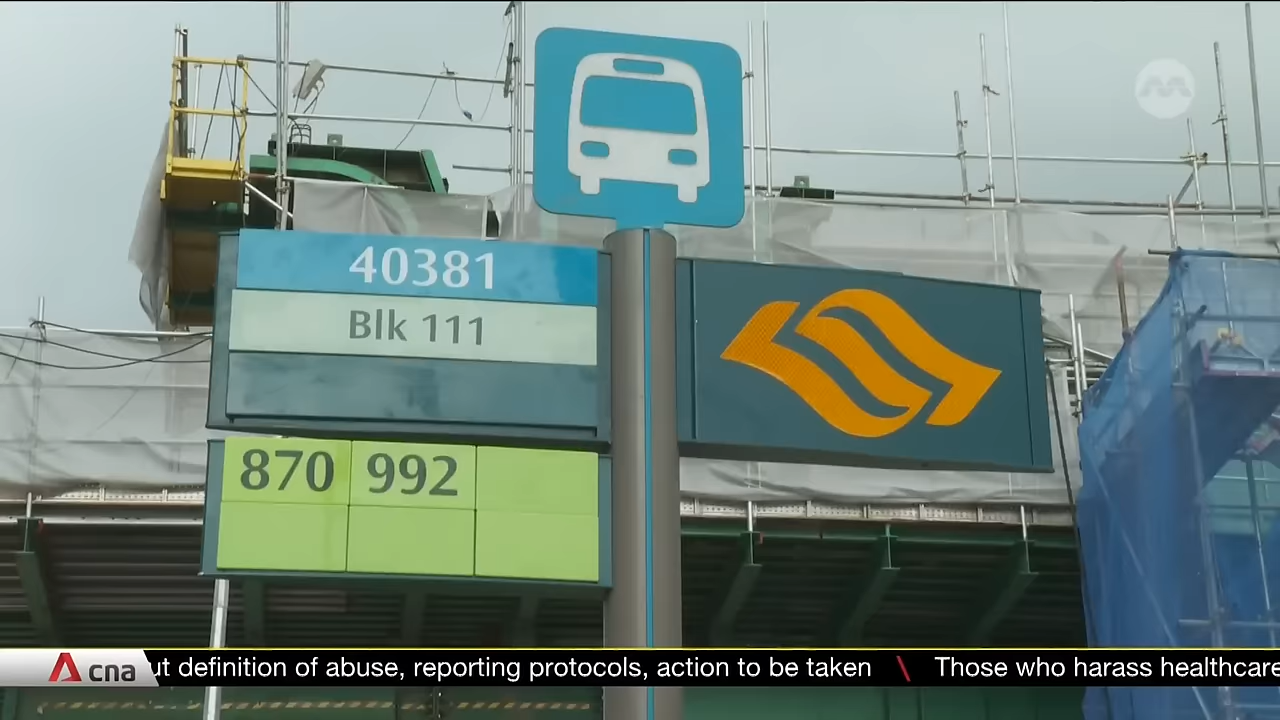 40381
Blk 111
870 992
cna
ut definition of abuse, reporting protocols, action to be taken \ Those who harass healthcare